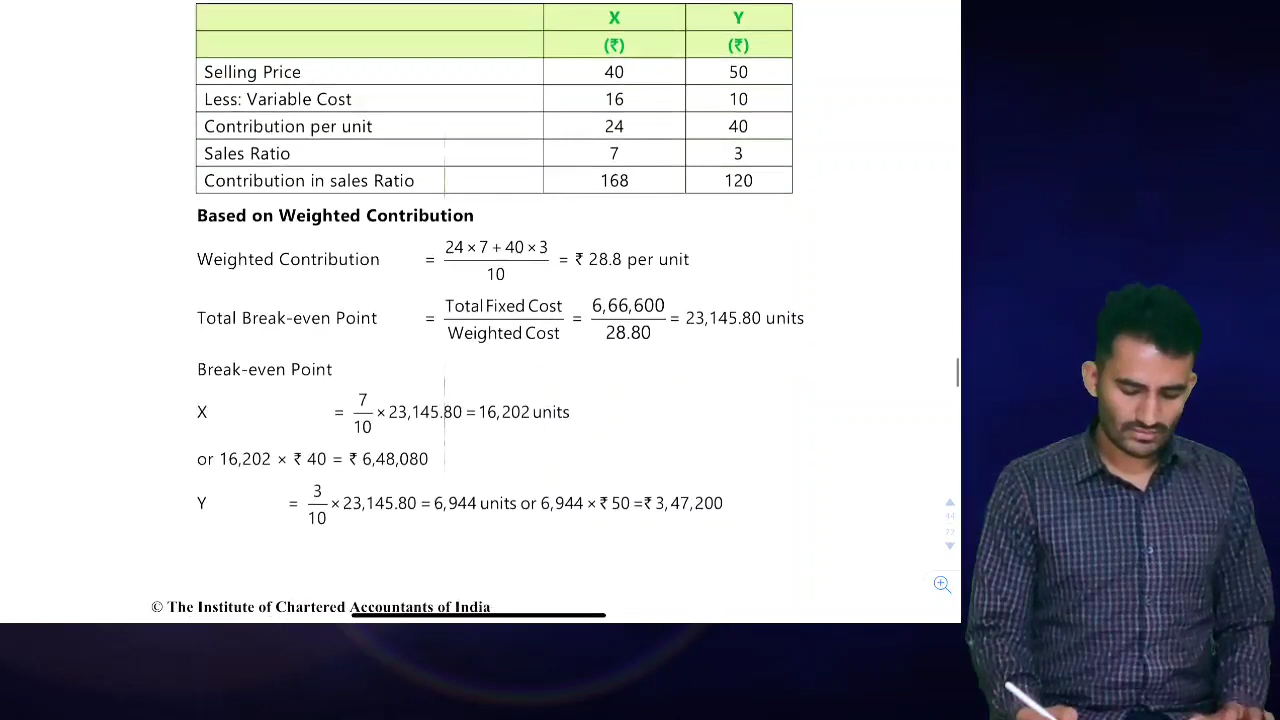 X Y
(₹) (₹)
Selling Price 40 50
Less: Variable Cost 16 10
Contribution per unit 24 40
Sales Ratio 7 3
Contribution in sales Ratio 168 120
Based on Weighted Contribution
Weighted Contribution = 24 × 7 + 40 × 3 / 10 = ₹ 28.8 per unit
Total Break-even Point = Total Fixed Cost / Weighted Cost = 6,66,600 / 28.80 = 23,145.80 units
Break-even Point
X = 7/10 × 23,145.80 = 16,202 units
or 16,202 × ₹ 40 = ₹ 6,48,080
Y = 3/10 × 23,145.80 = 6,944 units or 6,944 × ₹ 50 =₹ 3,47,200
44
77
© The Institute of Chartered Accountants of India